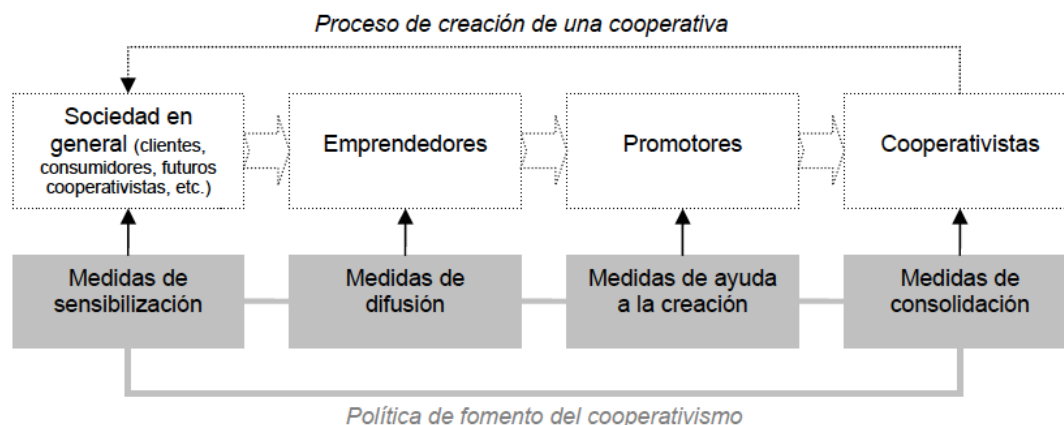 Proceso de creación de una cooperativa
Sociedad en
general (clientes,
consumidores, futuros
cooperativistas, etc.)
Emprendedores
Promotores
Cooperativistas
Medidas de
sensibilización
Medidas de
difusión
Medidas de ayuda
a la creación
Medidas de
consolidación
Política de fomento del cooperativismo